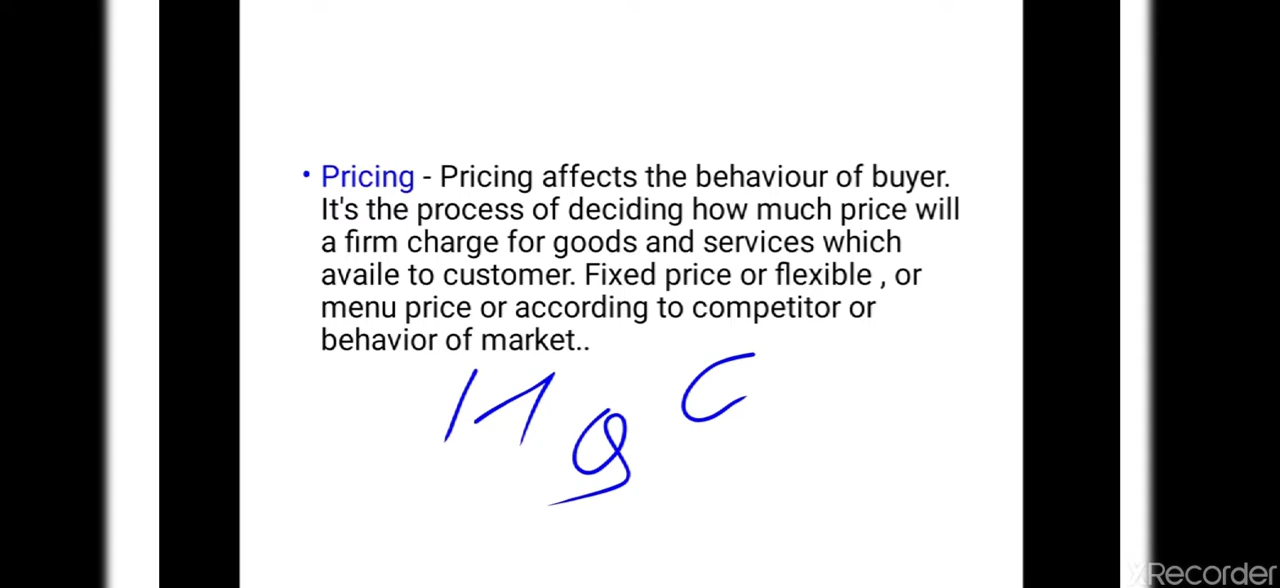 • Pricing - Pricing affects the behaviour of buyer.
It's the process of deciding how much price will
a firm charge for goods and services which
availe to customer. Fixed price or flexible , or
menu price or according to competitor or
behavior of market..
XRecorder